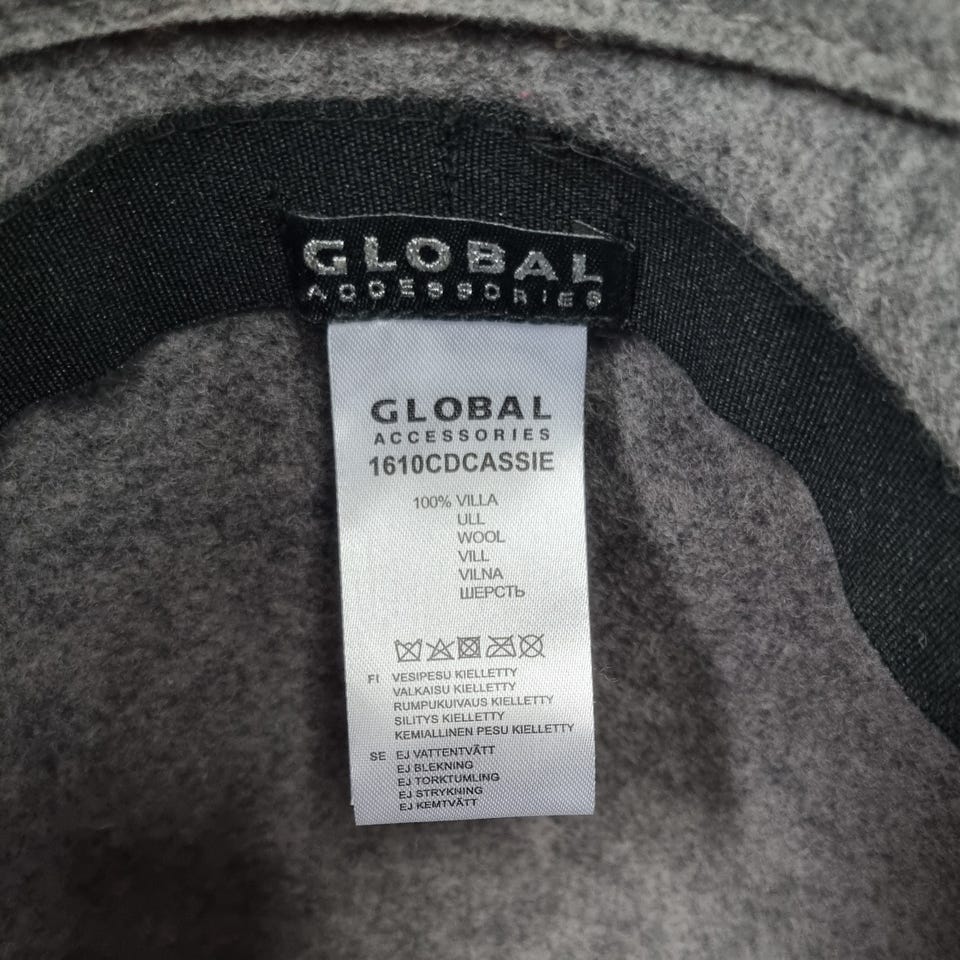 GLOBAL
ACCESSORIES
GLOBAL
ACCESSORIES
1610CDCASSIE
100% VILLA
ULL
WOOL
VILL
VILNA
ШЕРСТЬ
FI VESIPESU KIELLETTY
VALKAISU KIELLETTY
RUMPUKUIVAUS KIELLETTY
SILITYS KIELLETTY
KEMIALLINEN PESU KIELLETTY
SE EJ VATTENTVÄTT
EJ BLEKNING
EJ TORKTUMLING
EJ STRYKNING
EJ KEMTVÄTT